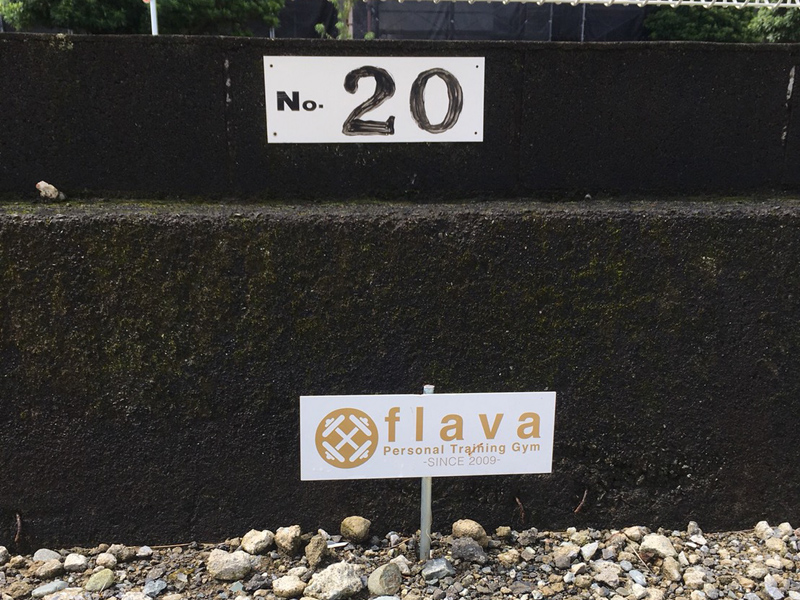 No. 20
flava
Personal Training Gym
-SINCE 2009-